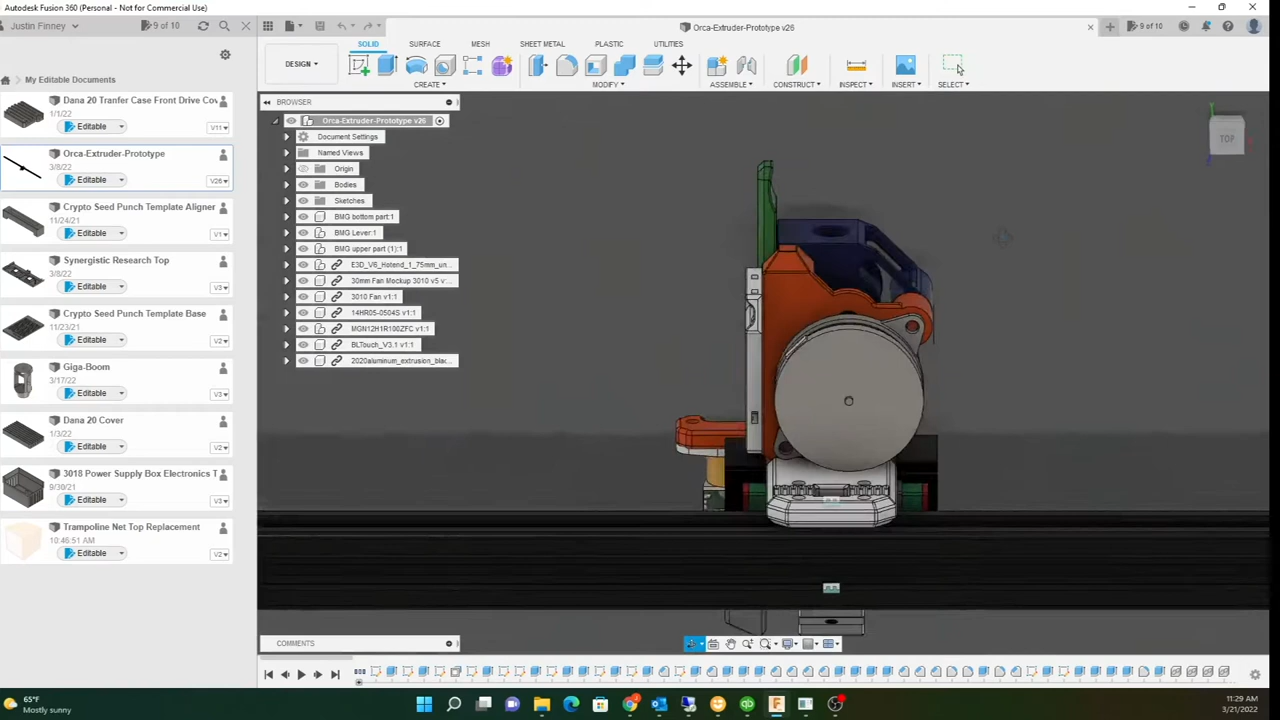 Autodesk Fusion 360 (Personal - Not for Commercial Use)
Justin Finney
9 of 10
Orca-Extruder-Prototype v26
9 of 10
SOLID
SURFACE
MESH
SHEET METAL
PLASTIC
UTILITIES
DESIGN
CREATE
MODIFY
ASSEMBLE
CONSTRUCT
INSPECT
INSERT
SELECT
My Editable Documents
Dana 20 Tranfer Case Front Drive Cov
1/1/22
Editable
V11
Orca-Extruder-Prototype
3/8/22
Editable
V26
Crypto Seed Punch Template Aligner
11/24/21
Editable
V1
Synergistic Research Top
3/8/22
Editable
V3
Crypto Seed Punch Template Base
11/23/21
Editable
V2
Giga-Boom
3/17/22
Editable
V3
Dana 20 Cover
1/3/22
Editable
V2
3018 Power Supply Box Electronics T
9/30/21
Editable
V3
Trampoline Net Top Replacement
10:46:51 AM
Editable
V2
BROWSER
Orca-Extruder-Prototype v26
Document Settings
Named Views
Origin
Bodies
Sketches
BMG bottom part:1
BMG Lever:1
BMG upper part (1):1
E3D_V6_Hotend_1_75mm_un...
30mm Fan Mockup 3010 v5 v...
3010 Fan v1:1
14HR05-0504S v1:1
MGN12H1R100ZFC v1:1
BLTouch_V3.1 v1:1
2020aluminum_extrusion_blac...
TOP
COMMENTS
65°F
Mostly sunny
11:29 AM
3/21/2022